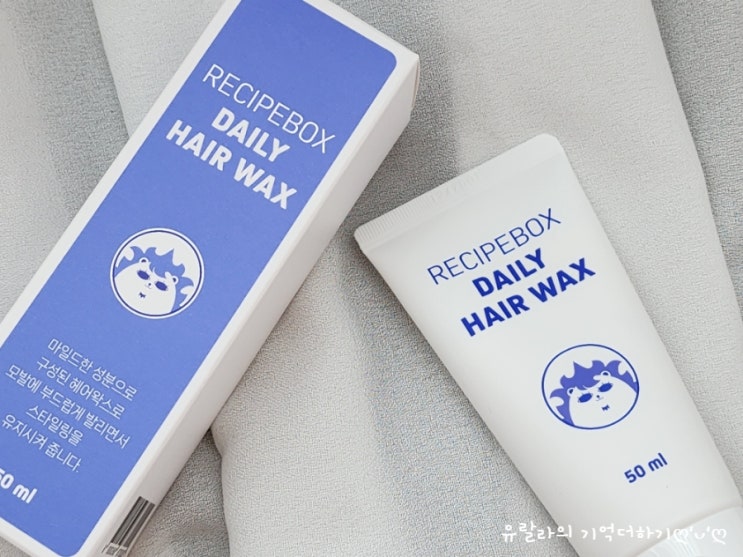 RECIPEBOX
DAILY
HAIR WAX
마일드한 성분으로
구성된 헤어왁스로
모발에 부드럽게 발리면서
스타일링을
유지시켜 줍니다.
50 ml
RECIPEBOX
DAILY
HAIR WAX
50 ml
유랄라의 기억더하기ღ'ᴗ'ღ